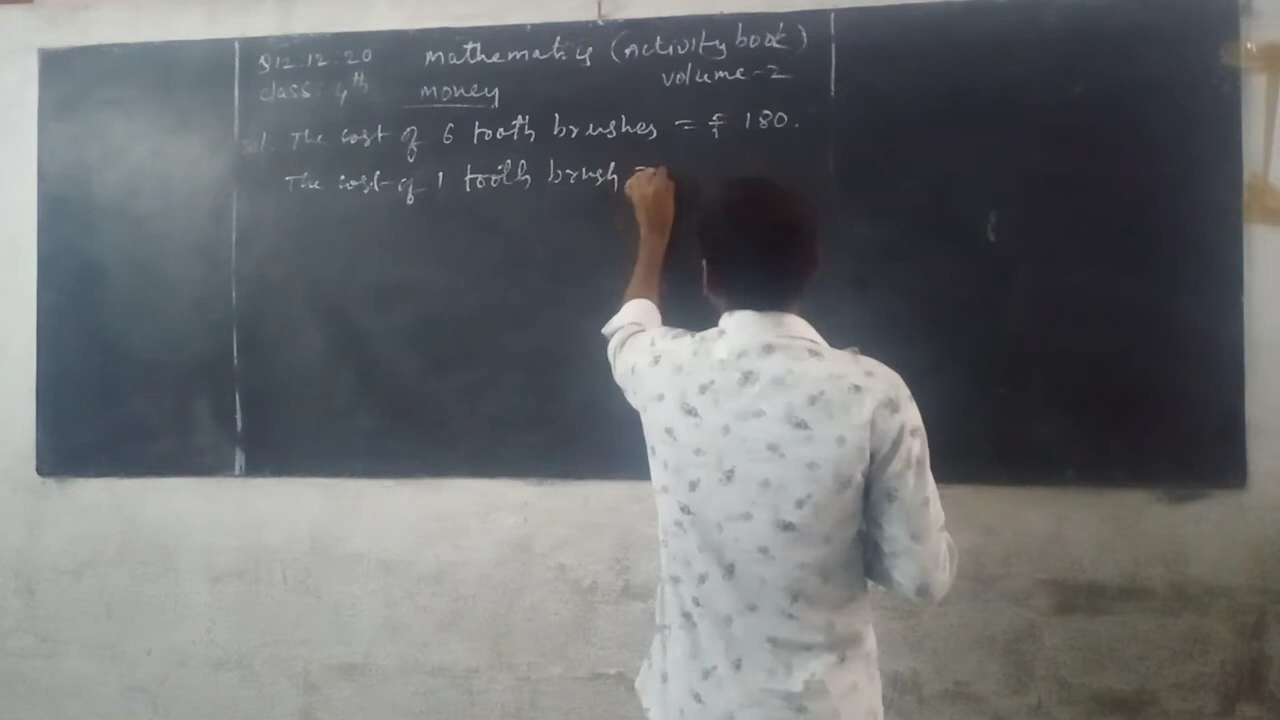 12:12:20 mathematics (Activity book)
class: 4th money volume-2
1. The cost of 6 tooth brushes = ₹ 180.
The cost of 1 tooth brush =